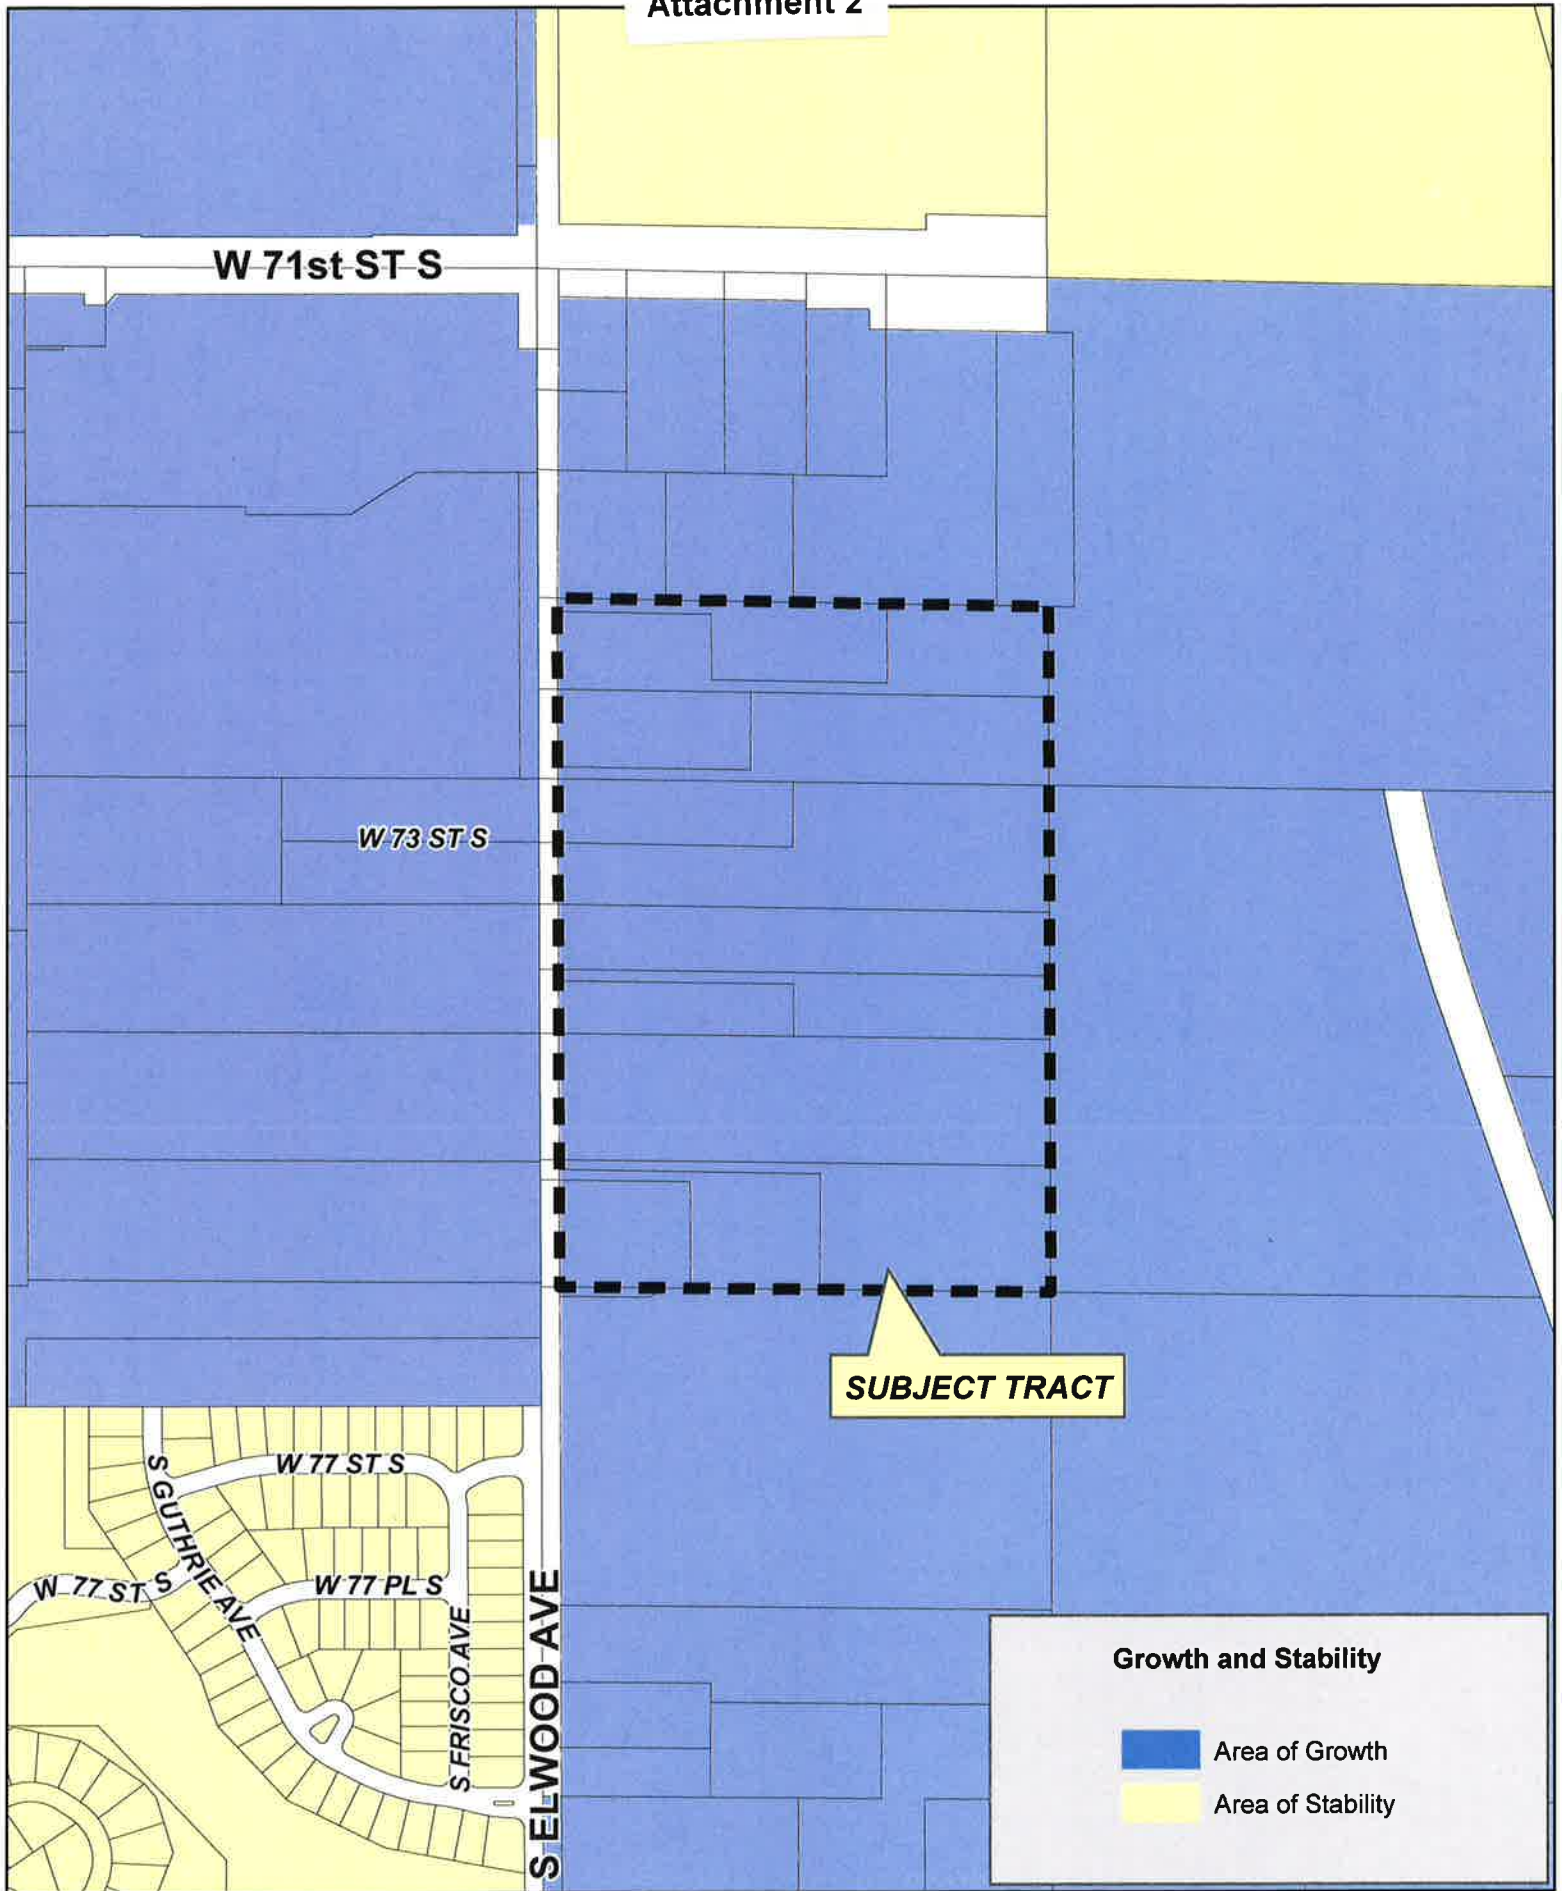 Attachment 2
W 71st ST S
W 73 ST S
SUBJECT TRACT
W 77 ST S
S GUTHRIE AVE
W 77 ST S
W 77 PL S
S FRISCO AVE
S ELWOOD AVE
Growth and Stability
Area of Growth
Area of Stability